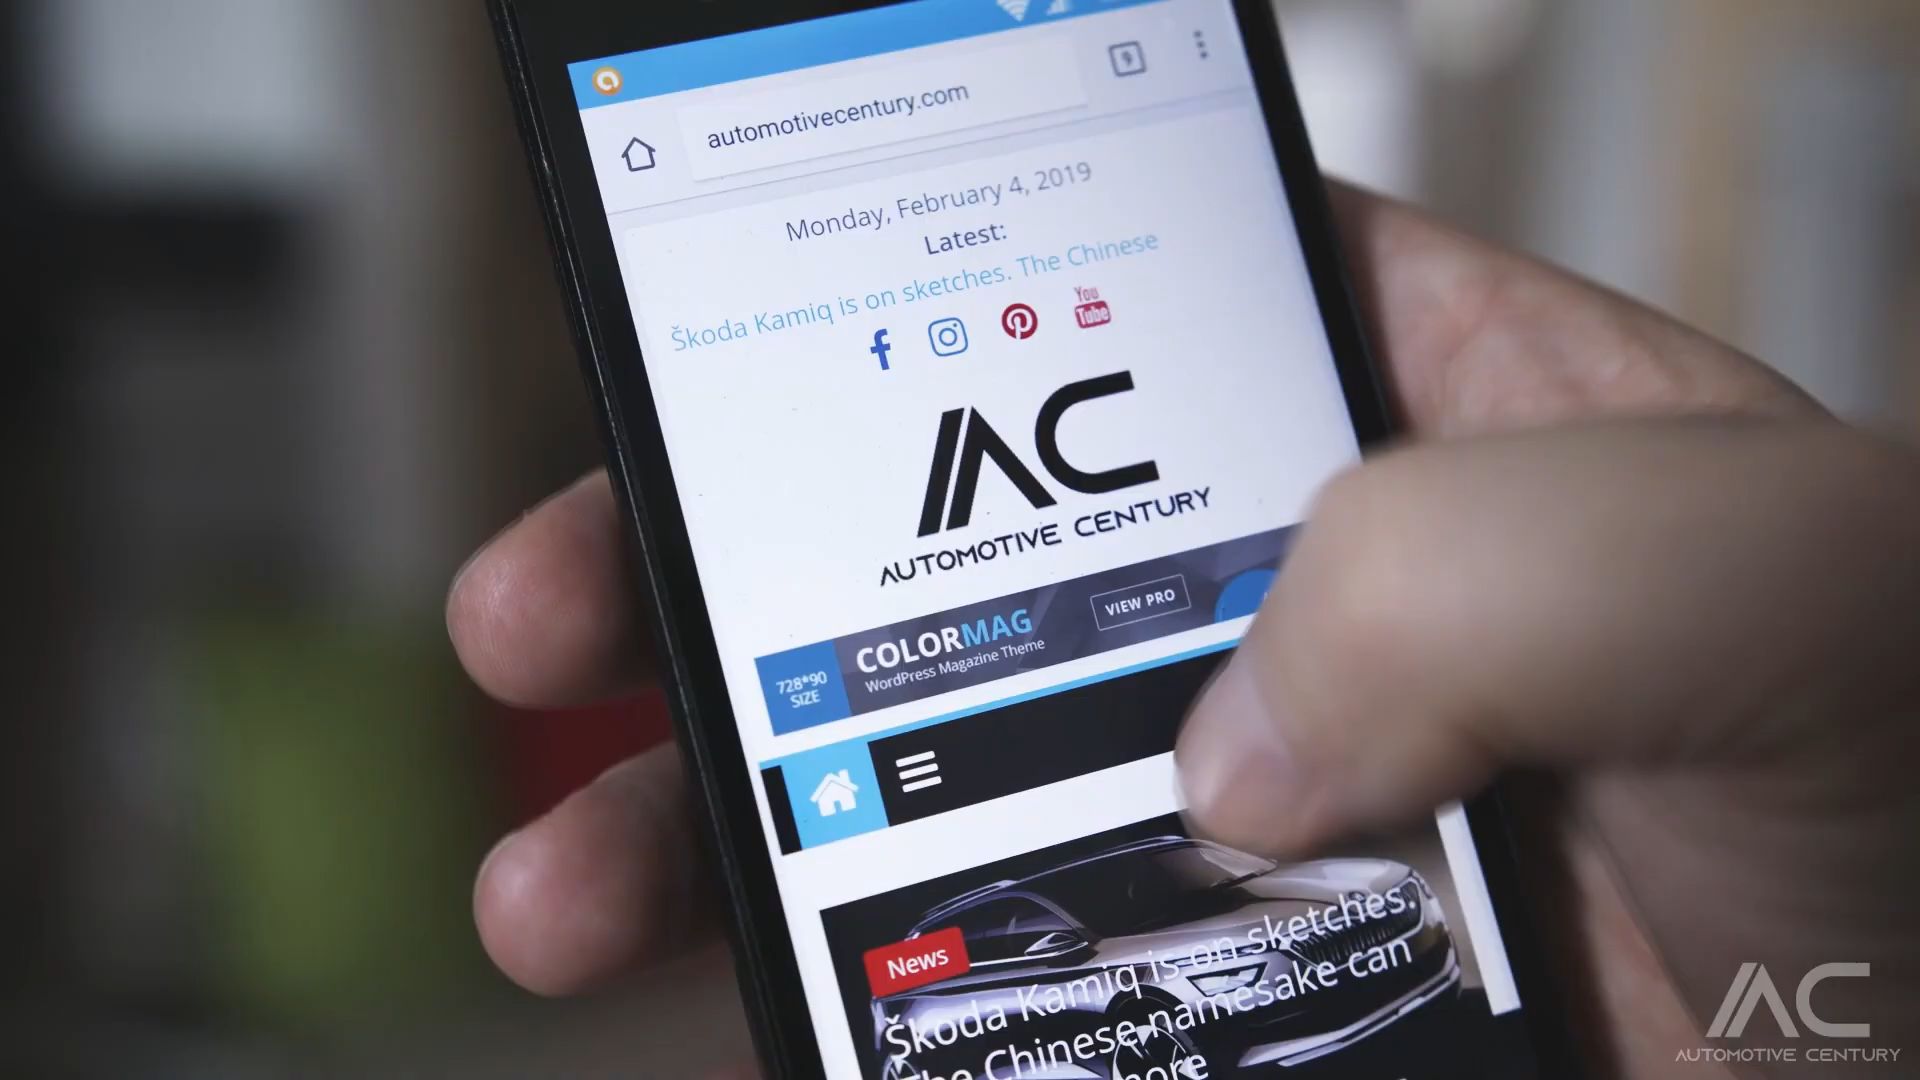 automotivecentury.com
9
Monday, February 4, 2019
Latest:
Škoda Kamiq is on sketches. The Chinese
You
Tube
AC
AUTOMOTIVE CENTURY
728*90
SIZE
COLORMAG
WordPress Magazine Theme
VIEW PRO
News
Škoda Kamiq is on sketches.
The Chinese namesake can
more
AC
AUTOMOTIVE CENTURY